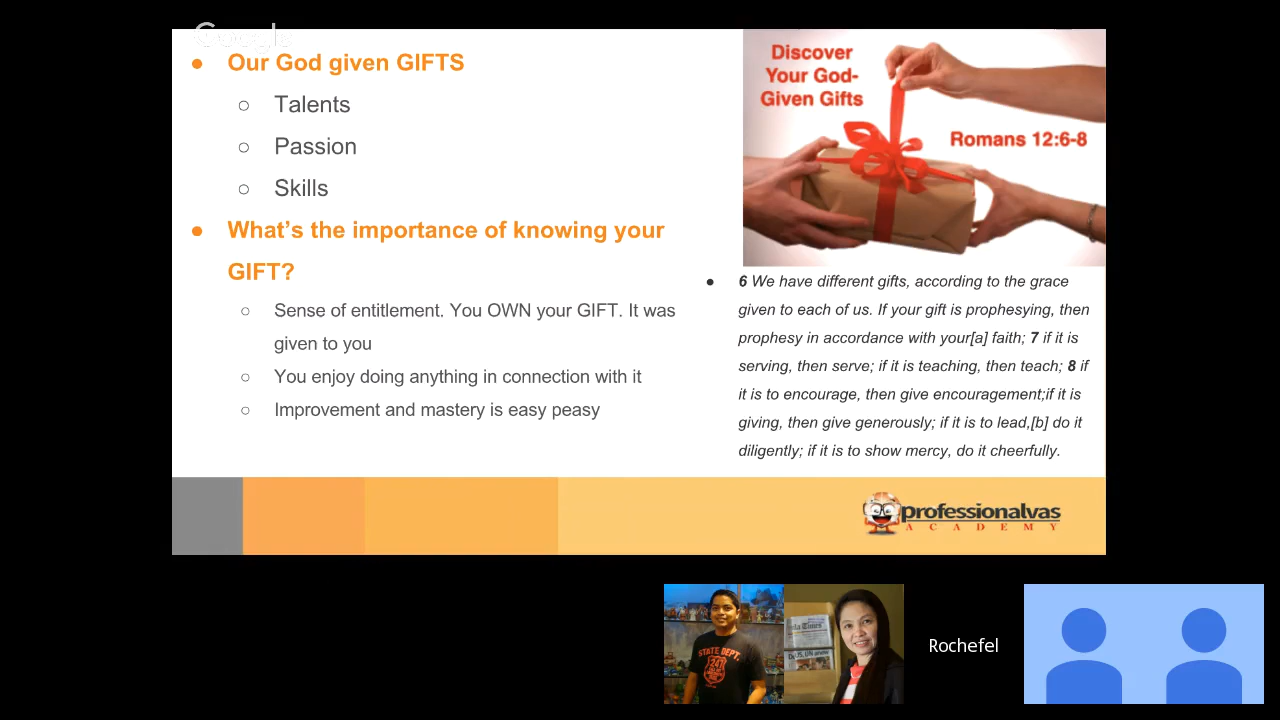 Google
Our God given GIFTS
Talents
Passion
Skills
What's the importance of knowing your
GIFT?
Sense of entitlement. You OWN your GIFT. It was
given to you
You enjoy doing anything in connection with it
Improvement and mastery is easy peasy
Discover
Your God-
Given Gifts
Romans 12:6-8
6 We have different gifts, according to the grace
given to each of us. If your gift is prophesying, then
prophesy in accordance with your[a] faith; 7 if it is
serving, then serve; if it is teaching, then teach; 8 if
it is to encourage, then give encouragement;if it is
giving, then give generously; if it is to lead,[b] do it
diligently; if it is to show mercy, do it cheerfully.
professionalvas
ACADEMY
STATE DEPT.
241
Times
Rochefel